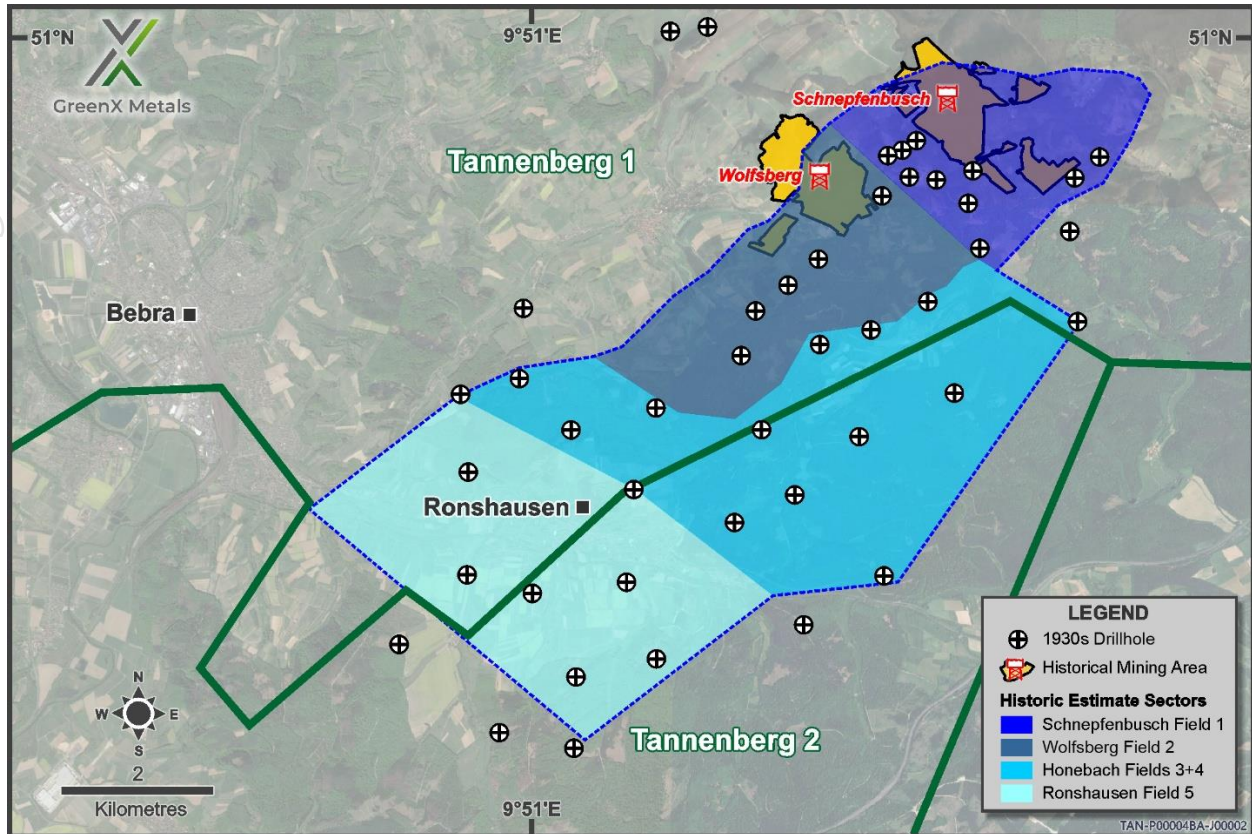 51°N
9°51'E
51°N
GreenX Metals
Schnepfenbusch
Tannenberg 1
Wolfsberg
Bebra
Ronshausen
Tannenberg 2
N
W E
S
2
Kilometres
9°51'E
LEGEND
1930s Drillhole
Historical Mining Area
Historic Estimate Sectors
Schnepfenbusch Field 1
Wolfsberg Field 2
Honebach Fields 3+4
Ronshausen Field 5
TAN-P00004BA-J00002